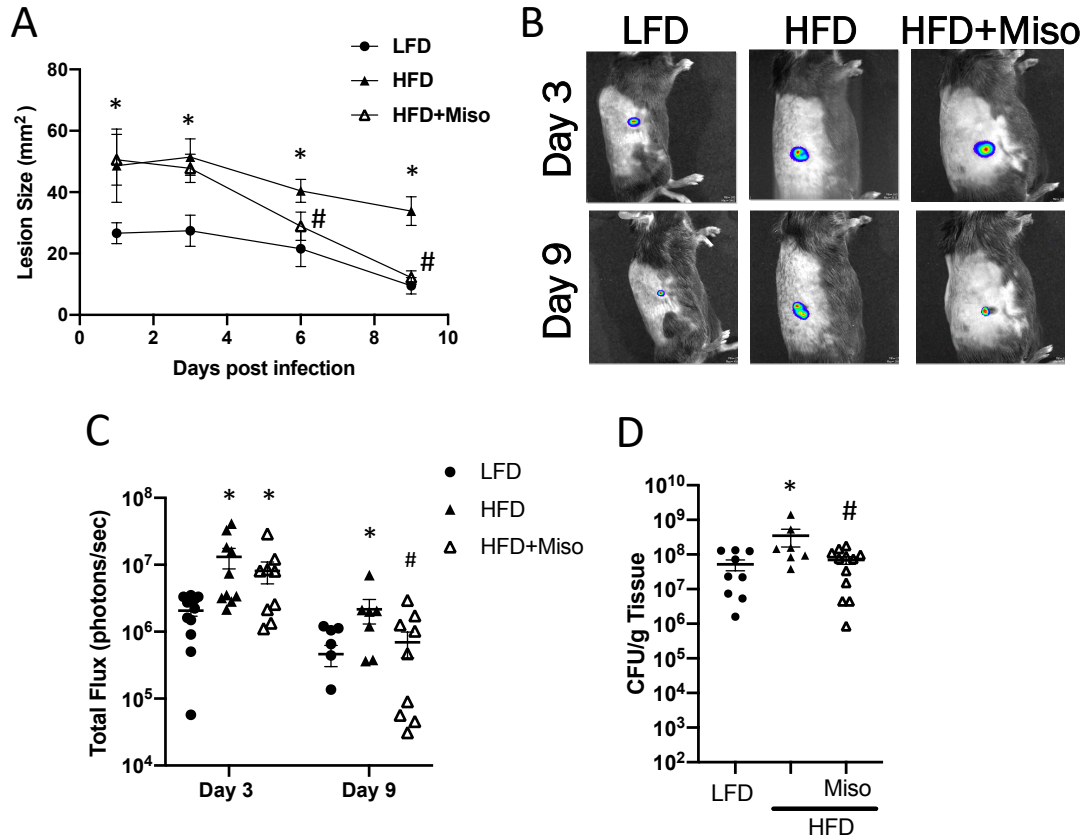 A
LFD
HFD
HFD+Miso
80
60
40
20
0
Lesion Size (mm²)
* * * *
# #
0 2 4 6 8 10
Days post infection
B
LFD HFD HFD+Miso
Day 3
Day 9
C
LFD
HFD
HFD+Miso
10⁸
10⁷
10⁶
10⁵
10⁴
Total Flux (photons/sec)
* * * #
Day 3 Day 9
D
10¹⁰
10⁹
10⁸
10⁷
10⁶
10⁵
10⁴
10³
10²
CFU/g Tissue
* #
LFD Miso
HFD